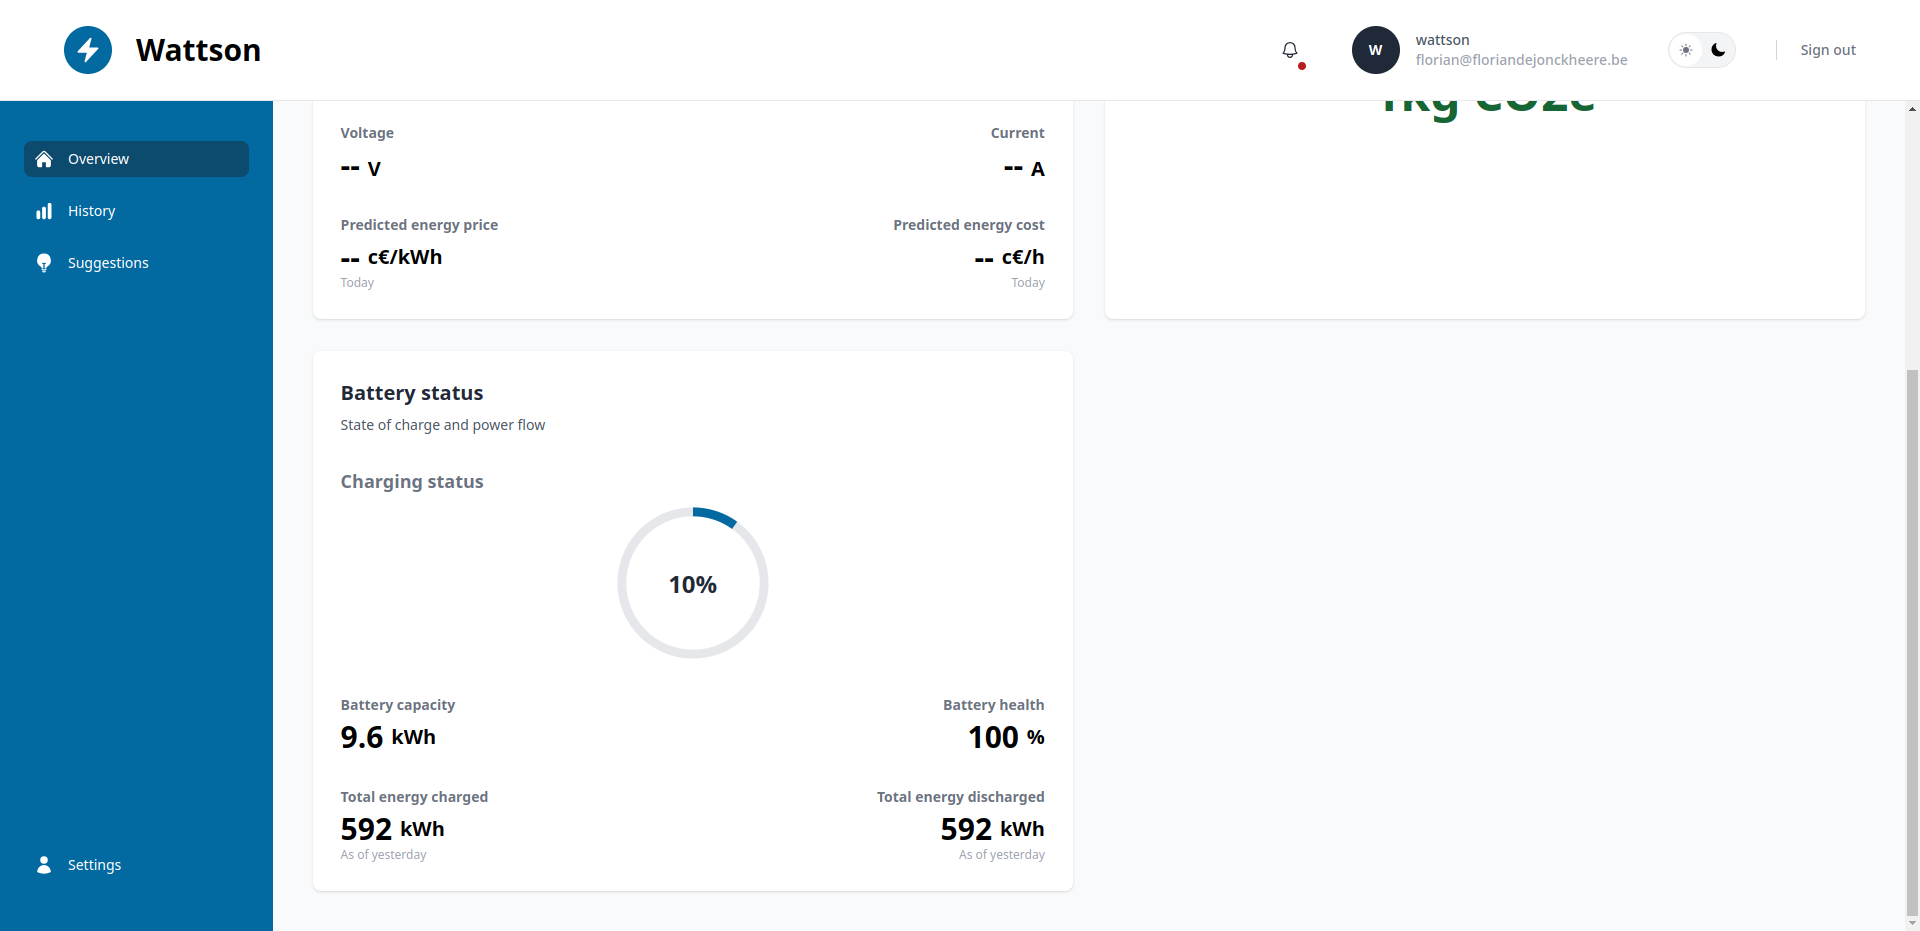 Wattson
W
wattson
florian@floriandejonckheere.be
Sign out
Overview
History
Suggestions
Settings
1kg CO2e
Voltage
Current
-- V
-- A
Predicted energy price
Predicted energy cost
-- c€/kWh
-- c€/h
Today
Today
Battery status
State of charge and power flow
Charging status
10%
Battery capacity
Battery health
9.6 kWh
100 %
Total energy charged
Total energy discharged
592 kWh
592 kWh
As of yesterday
As of yesterday